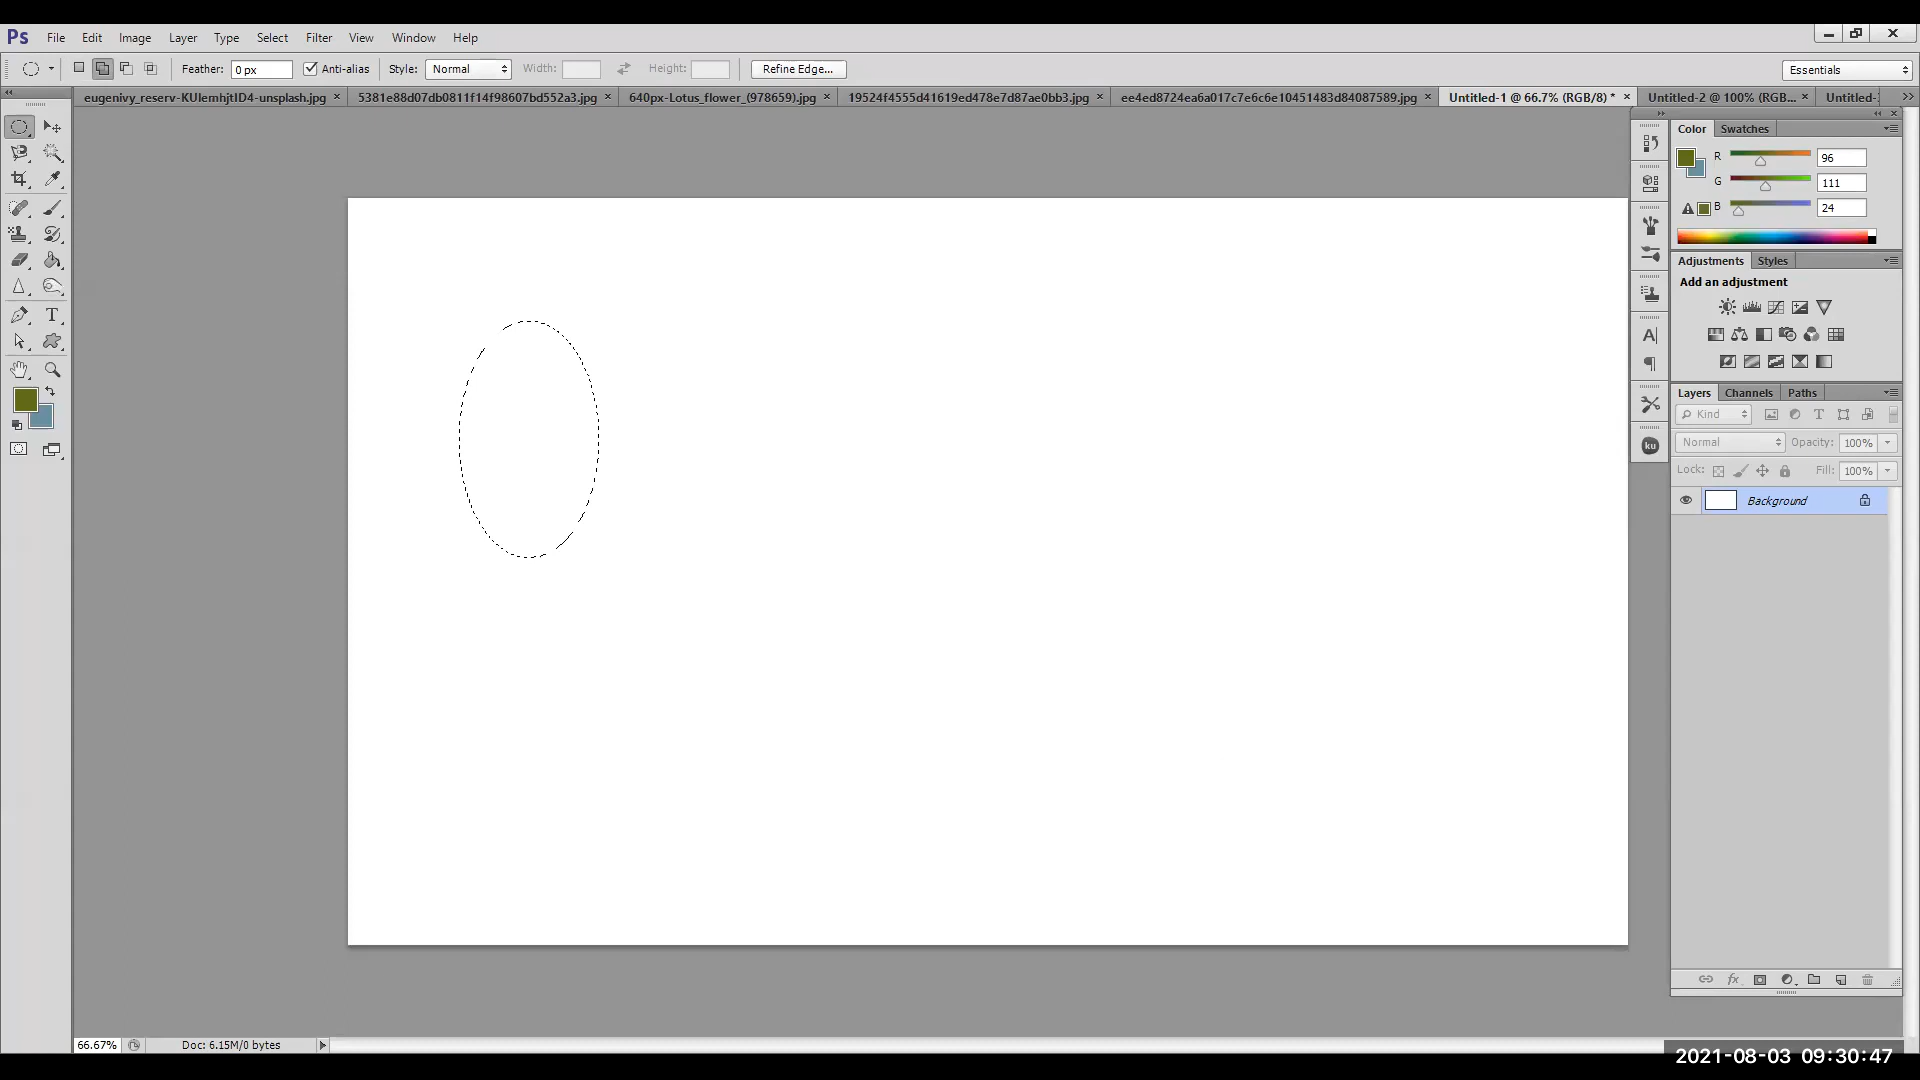 Ps File Edit Image Layer Type Select Filter View Window Help
Feather: 0 px Anti-alias Style: Normal Width: Height: Refine Edge... Essentials
eugenivy_reserv-KUlemhjtID4-unsplash.jpg × 5381e88d07db0811f14f98607bd552a3.jpg × 640px-Lotus_flower_(978659).jpg × 19524f4555d41619ed478e7d87ae0bb3.jpg × ee4ed8724ea6a017c7e6c6e10451483d84087589.jpg × Untitled-1 @ 66.7% (RGB/8) * × Untitled-2 @ 100% (RGB... × Untitled-
Color Swatches
R 96
G 111
B 24
Adjustments Styles
Add an adjustment
Layers Channels Paths
Kind
Normal Opacity: 100%
Lock: Fill: 100%
Background
T
A
ku
66.67% Doc: 6.15M/0 bytes
2021-08-03 09:30:47